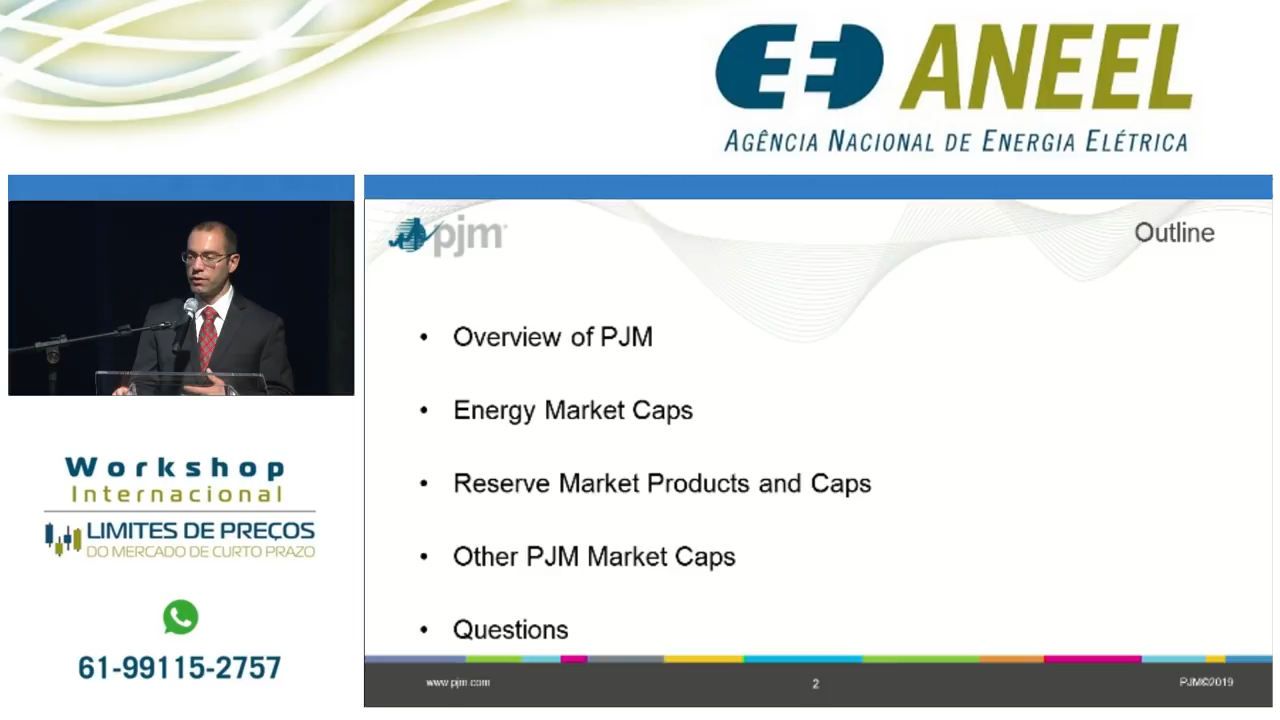 ANEEL
AGÊNCIA NACIONAL DE ENERGIA ELÉTRICA
pjm
Outline
• Overview of PJM
• Energy Market Caps
• Reserve Market Products and Caps
• Other PJM Market Caps
• Questions
www.pjm.com
2
PJM©2019
Workshop
Internacional
LIMITES DE PREÇOS
DO MERCADO DE CURTO PRAZO
61-99115-2757